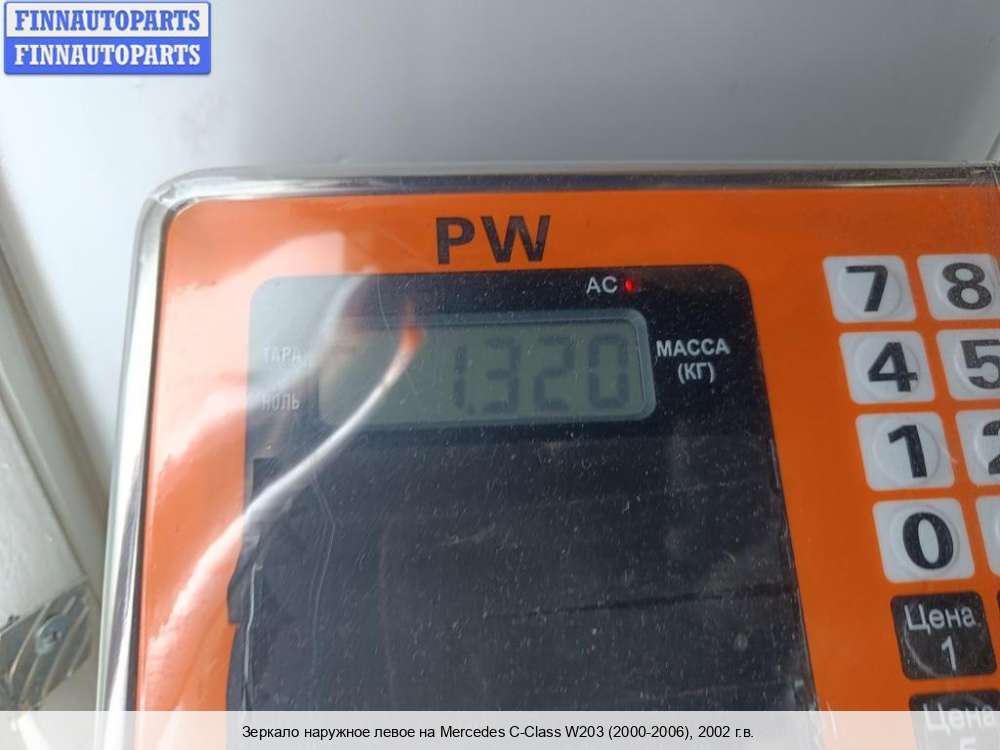 FINNAUTOPARTS
FINNAUTOPARTS
PW
AC
ТАРА
НОЛЬ
1.320
МАССА
(КГ)
7 8
4 5
1 2
0
Цена
1
Цена
Зеркало наружное левое на Mercedes C-Class W203 (2000-2006), 2002 г.в.